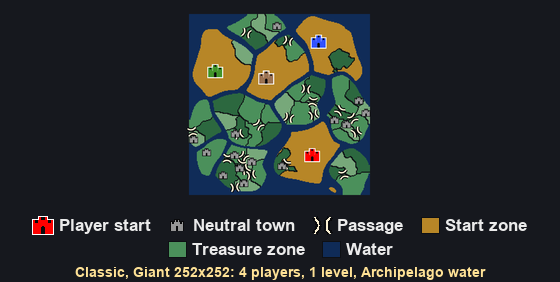 Player start Neutral town Passage Start zone
Treasure zone Water
Classic, Giant 252x252: 4 players, 1 level, Archipelago water